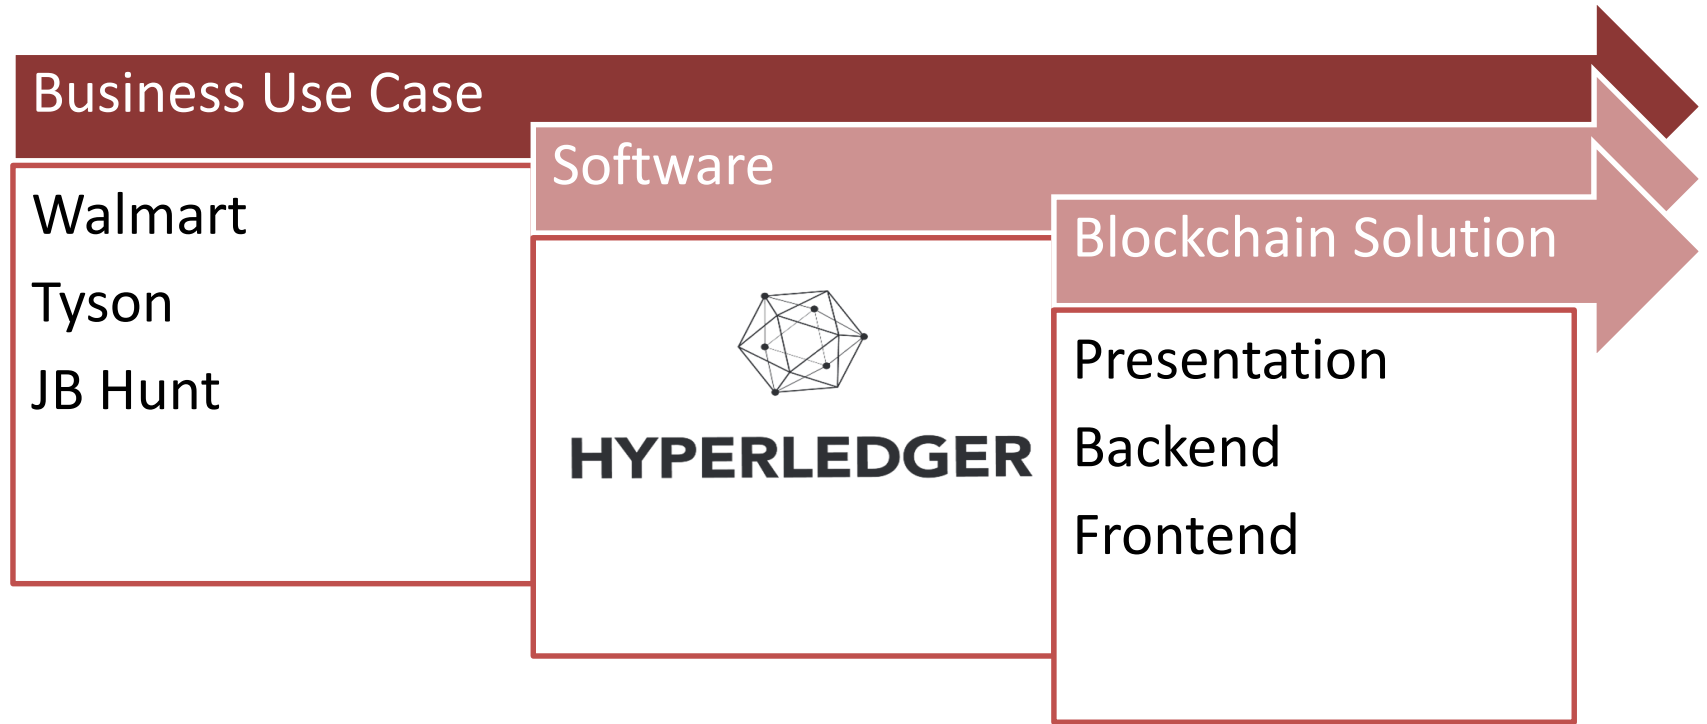 Business Use Case
Walmart
Tyson
JB Hunt
Software
HYPERLEDGER
Blockchain Solution
Presentation
Backend
Frontend